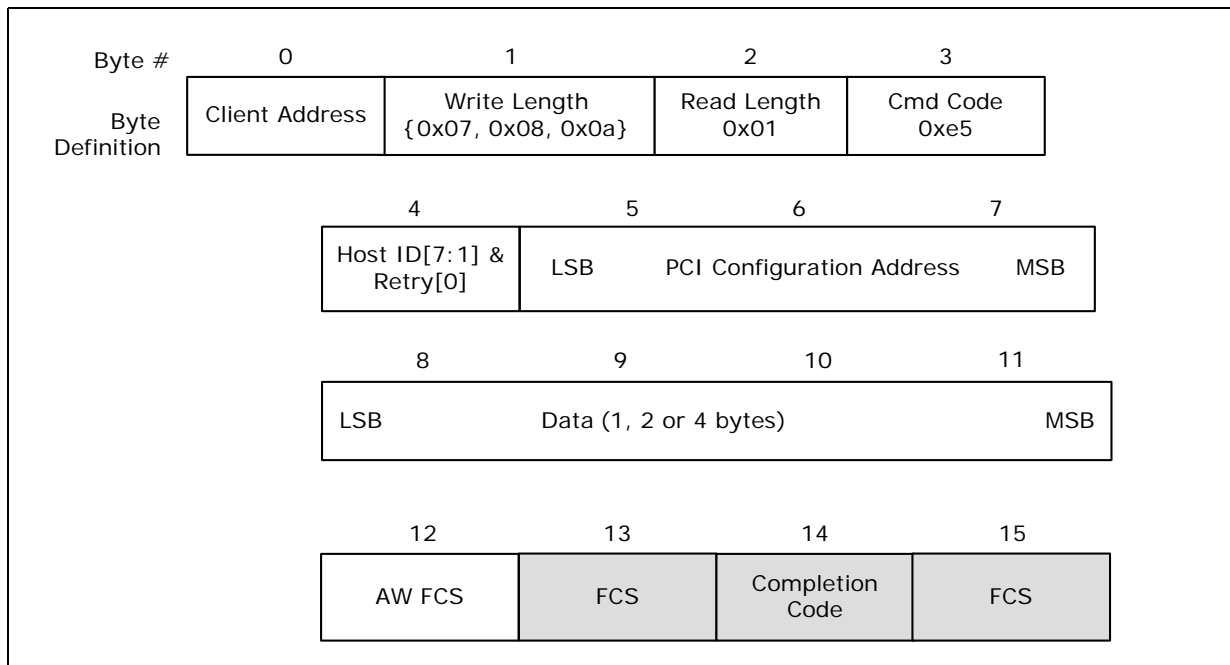 Byte # 0 1 2 3
Byte
Definition
Client Address
Write Length
{0x07, 0x08, 0x0a}
Read Length
0x01
Cmd Code
0xe5
4 5 6 7
Host ID[7:1] &
Retry[0]
LSB PCI Configuration Address MSB
8 9 10 11
LSB Data (1, 2 or 4 bytes) MSB
12 13 14 15
AW FCS
FCS
Completion
Code
FCS